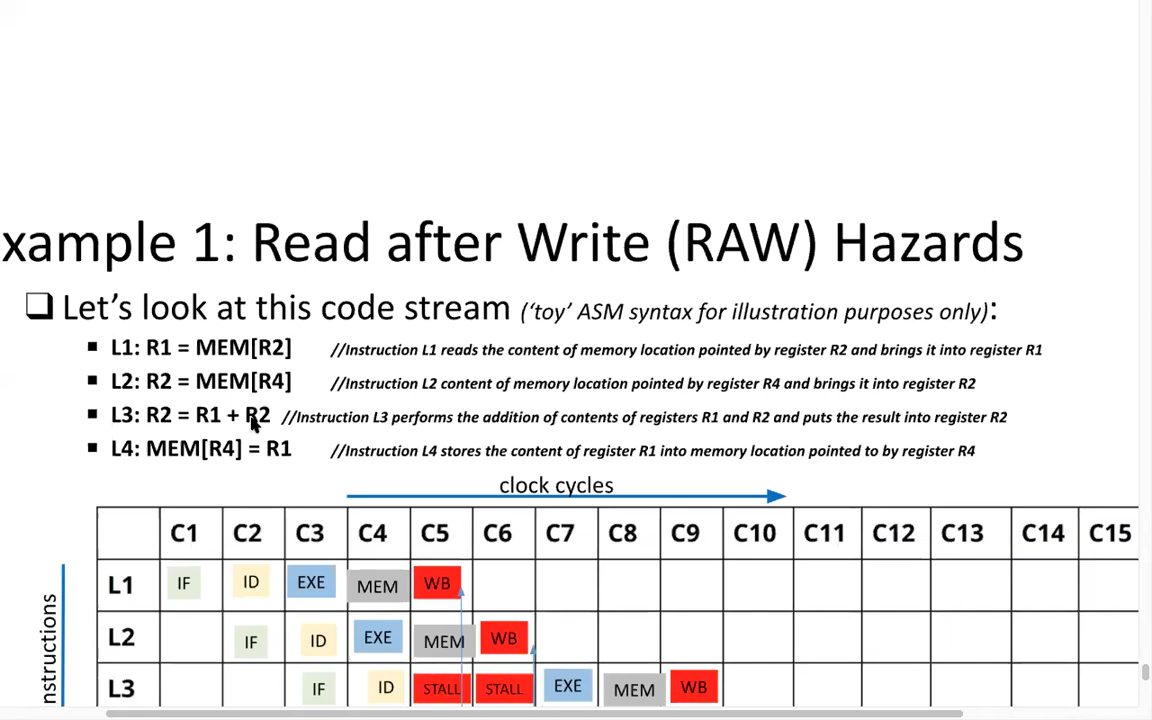 xample 1: Read after Write (RAW) Hazards
❑ Let's look at this code stream (‘toy’ ASM syntax for illustration purposes only):
▪ L1: R1 = MEM[R2] //Instruction L1 reads the content of memory location pointed by register R2 and brings it into register R1
▪ L2: R2 = MEM[R4] //Instruction L2 content of memory location pointed by register R4 and brings it into register R2
▪ L3: R2 = R1 + R2 //Instruction L3 performs the addition of contents of registers R1 and R2 and puts the result into register R2
▪ L4: MEM[R4] = R1 //Instruction L4 stores the content of register R1 into memory location pointed to by register R4
clock cycles
C1 C2 C3 C4 C5 C6 C7 C8 C9 C10 C11 C12 C13 C14 C15
L1 IF ID EXE MEM WB
L2 IF ID EXE MEM WB
L3 IF ID STALL STALL EXE MEM WB
nstructions